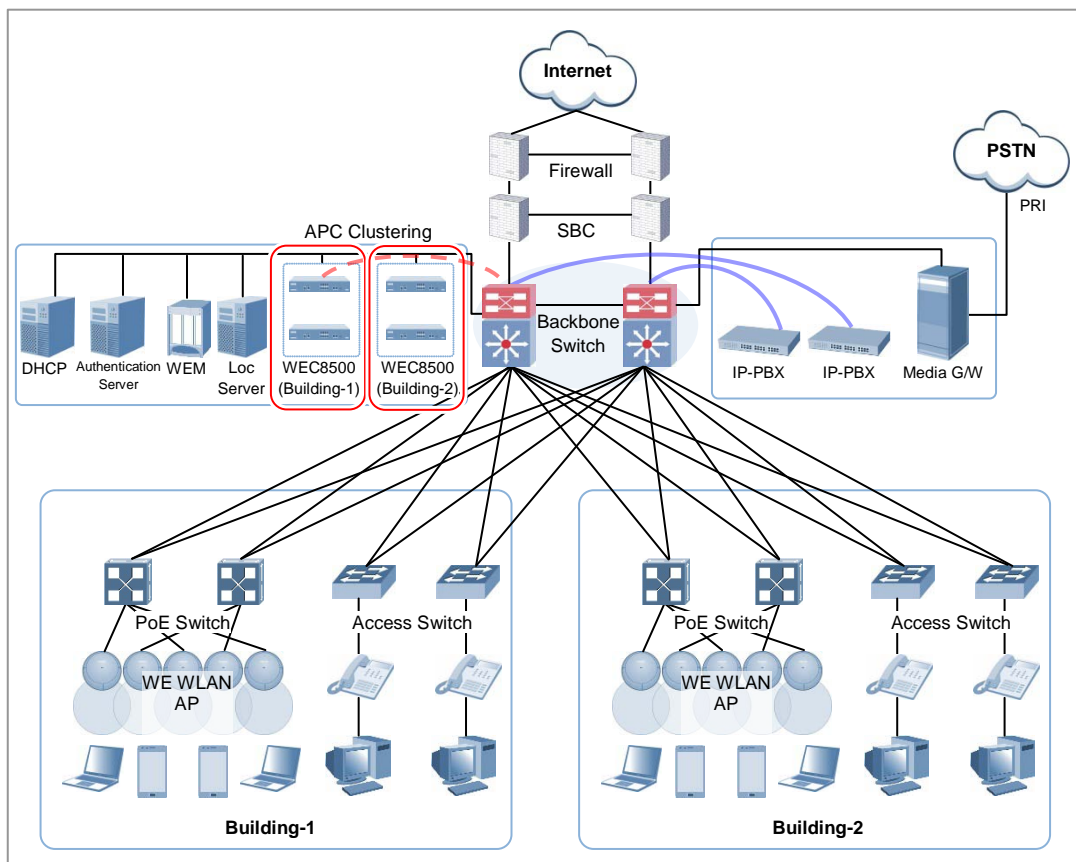 Internet
PSTN
Firewall
PRI
SBC
APC Clustering
Backbone
Switch
DHCP
Authentication
Server
WEM
Loc
Server
WEC8500
(Building-1)
WEC8500
(Building-2).
IP-PBX
IP-PBX
Media G/W
PoE Switch
Access Switch
WE WLAN
AP
Building-1
PoE Switch
Access Switch
WE WLAN
AP
Building-2